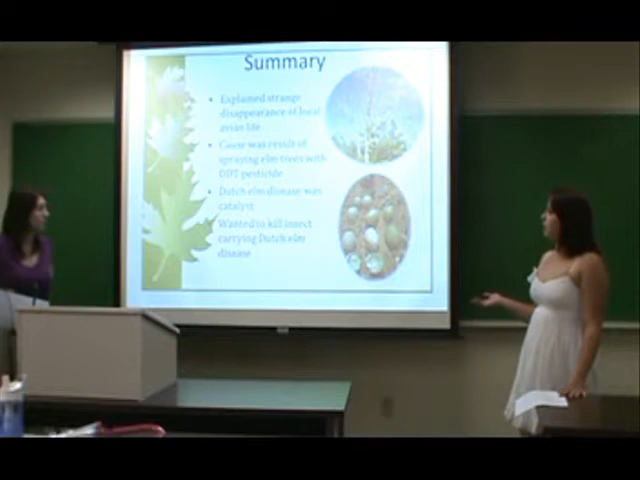 Summary
• Explained strange
disappearance of local
avian life
• Cause was result of
spraying elm trees with
DDT pesticide
• Dutch elm disease was
catalyst
Wanted to kill insect
carrying Dutch elm
disease